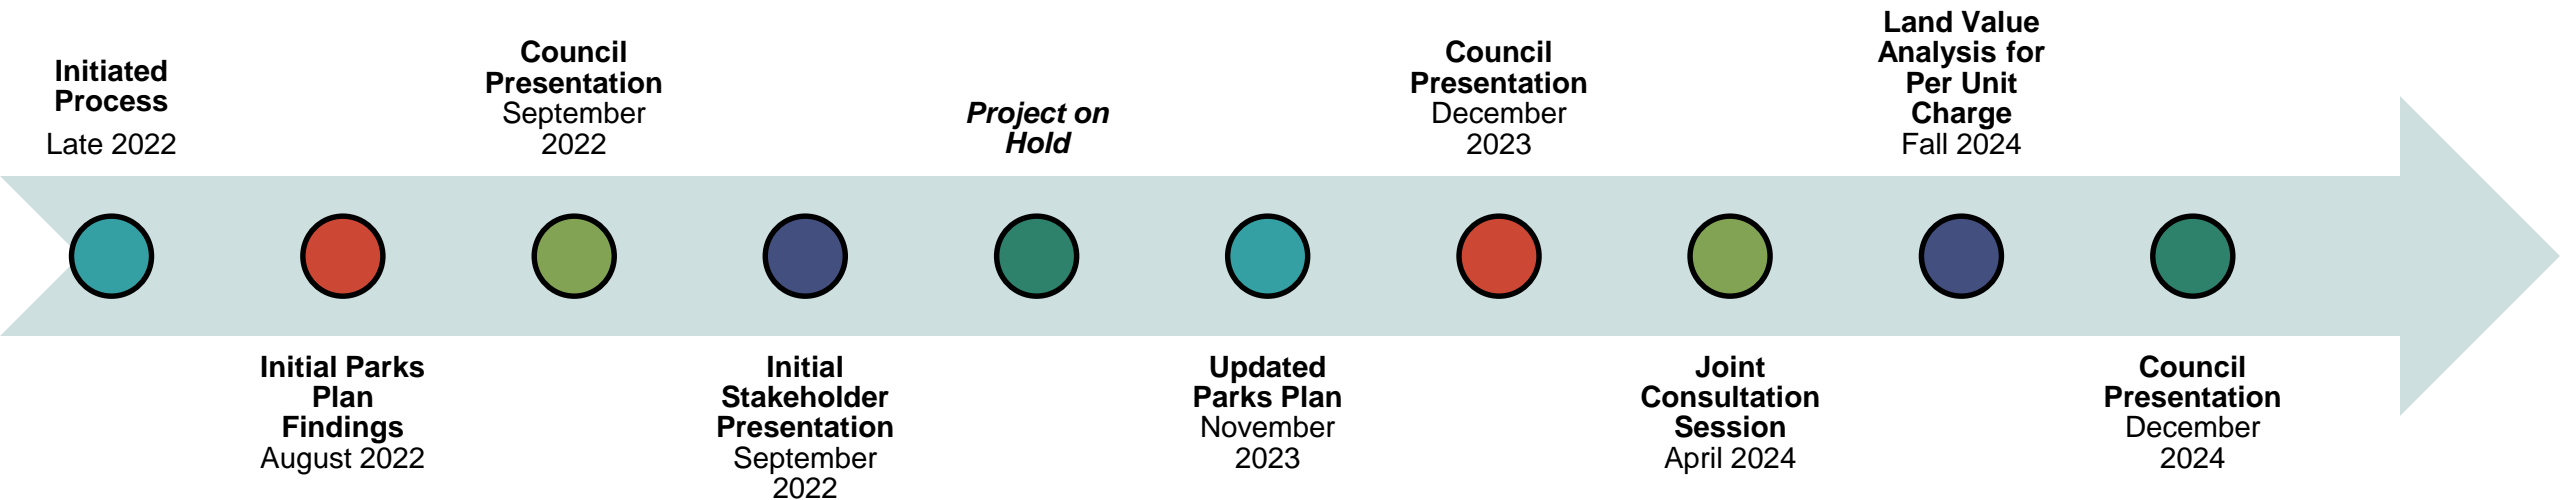 Initiated
Process
Late 2022
Initial Parks
Plan
Findings
August 2022
Council
Presentation
September
2022
Initial
Stakeholder
Presentation
September
2022
Project on
Hold
Updated
Parks Plan
November
2023
Council
Presentation
December
2023
Joint
Consultation
Session
April 2024
Land Value
Analysis for
Per Unit
Charge
Fall 2024
Council
Presentation
December
2024